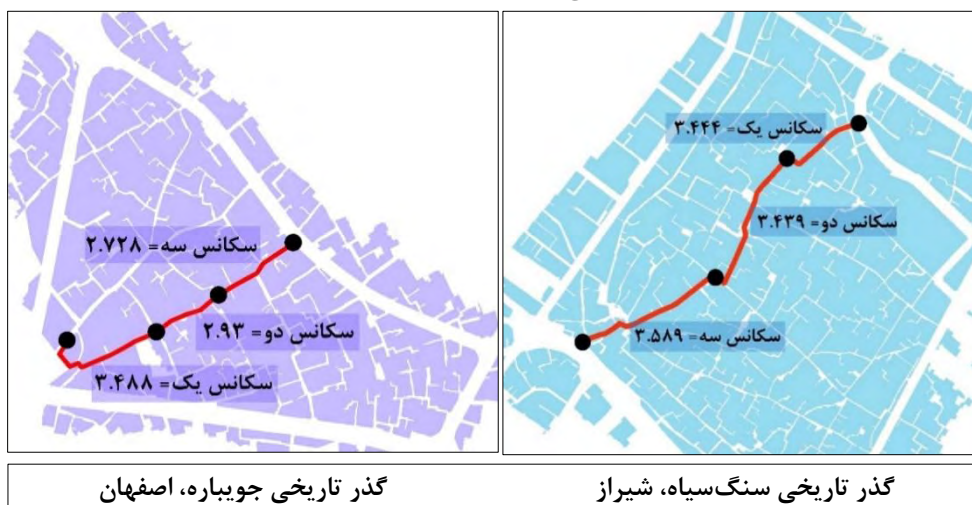 سکانس یک= ۳.۴۴۴
سکانس دو= ۳.۴۳۹
سکانس سه= ۳.۵۸۹
سکانس سه= ۲.۷۲۸
سکانس دو= ۲.۹۳
سکانس یک= ۳.۴۸۸
گذر تاریخی سنگ‌سیاه، شیراز
گذر تاریخی جویباره، اصفهان